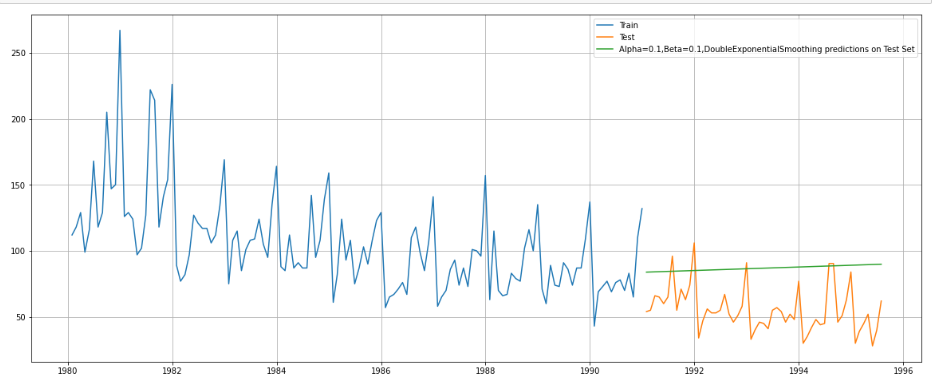 Train
Test
Alpha=0.1,Beta=0.1,DoubleExponentialSmoothing predictions on Test Set
250
200
150
100
50
1980 1982 1984 1986 1988 1990 1992 1994 1996